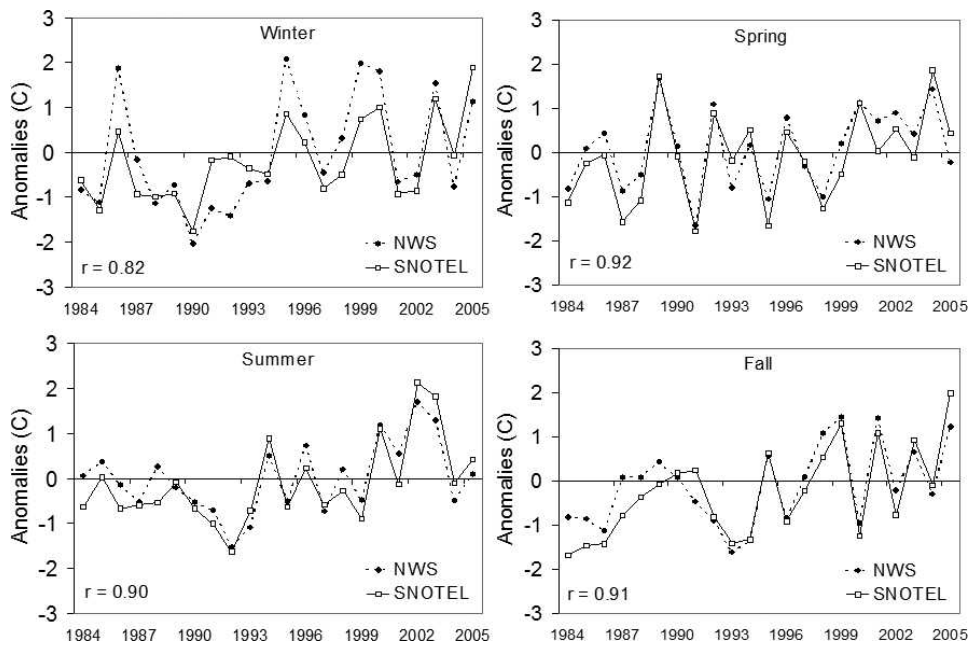 Winter
Anomalies (C)
3
2
1
0
-1
-2
-3
NWS
SNOTEL
r = 0.82
1984 1987 1990 1993 1996 1999 2002 2005
Spring
Anomalies (C)
3
2
1
0
-1
-2
-3
NWS
SNOTEL
r = 0.92
1984 1987 1990 1993 1996 1999 2002 2005
Summer
Anomalies (C)
3
2
1
0
-1
-2
-3
NWS
SNOTEL
r = 0.90
1984 1987 1990 1993 1996 1999 2002 2005
Fall
Anomalies (C)
3
2
1
0
-1
-2
-3
NWS
SNOTEL
r = 0.91
1984 1987 1990 1993 1996 1999 2002 2005